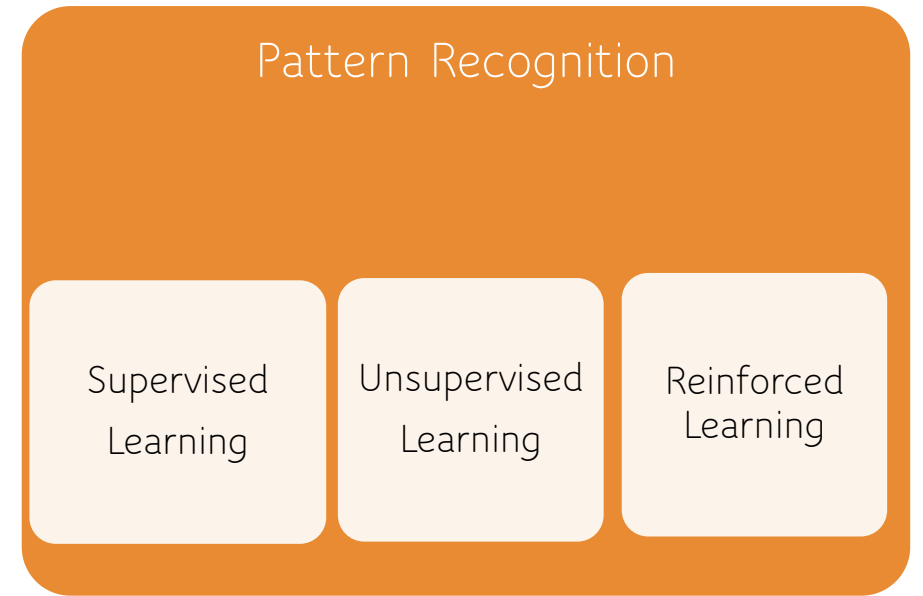 Pattern Recognition
Supervised
Learning
Unsupervised
Learning
Reinforced
Learning